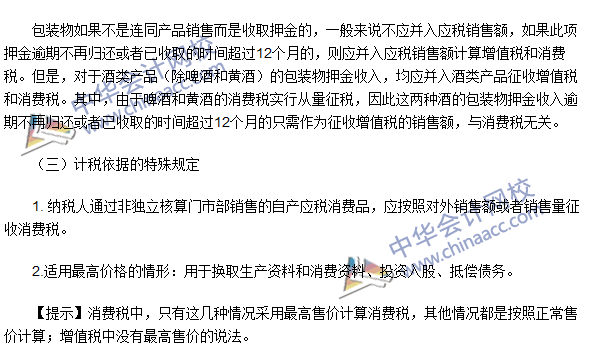 包装物如果不是连同产品销售而是收取押金的，一般来说不应并入应税销售额，如果此项
押金逾期不再归还或者已收取的时间超过12个月的，则应并入应税销售额计算增值税和消费
税。但是，对于酒类产品（除啤酒和黄酒）的包装物押金收入，均应并入酒类产品征收增值税
和消费税。其中，由于啤酒和黄酒的消费税实行从量征税，因此这两种酒的包装物押金收入逾
期不再归还或者已收取的时间超过12个月的只需作为征收增值税的销售额，与消费税无关。
（三）计税依据的特殊规定
1. 纳税人通过非独立核算门市部销售的自产应税消费品，应按照对外销售额或者销售量征
收消费税。
2.适用最高价格的情形：用于换取生产资料和消费资料、投资入股、抵偿债务。
【提示】消费税中，只有这几种情况采用最高售价计算消费税，其他情况都是按照正常售
价计算；增值税中没有最高售价的说法。
中华会计网校
www.chinaacc.com
中华会计网校
www.chinaacc.com